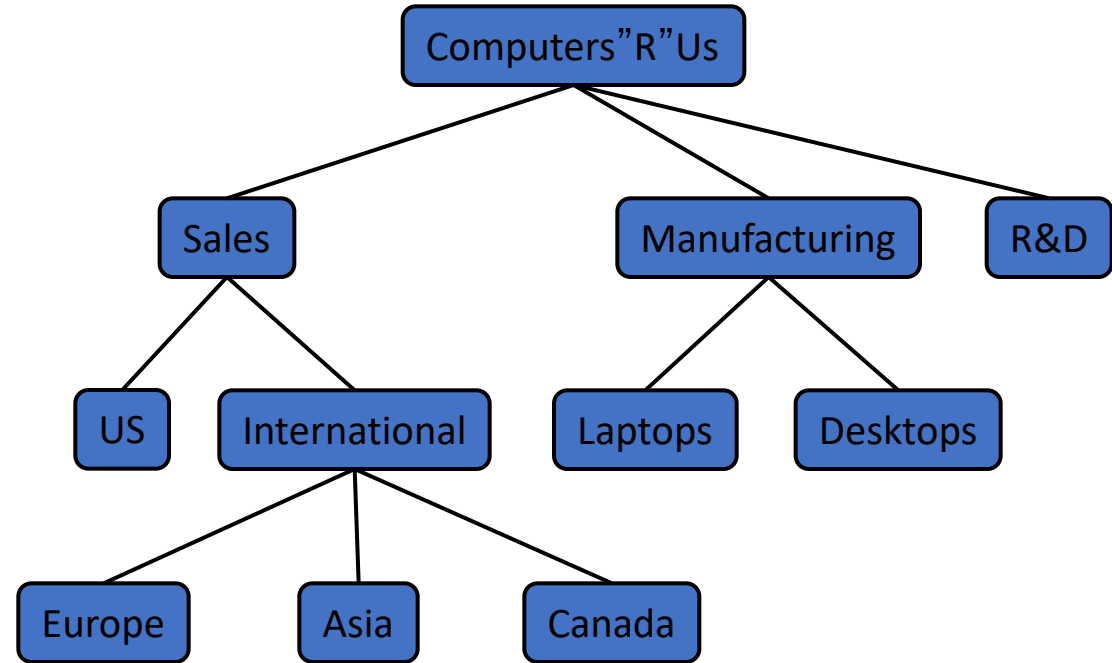 Computers”R”Us
Sales
Manufacturing
R&D
US
International
Laptops
Desktops
Europe
Asia
Canada